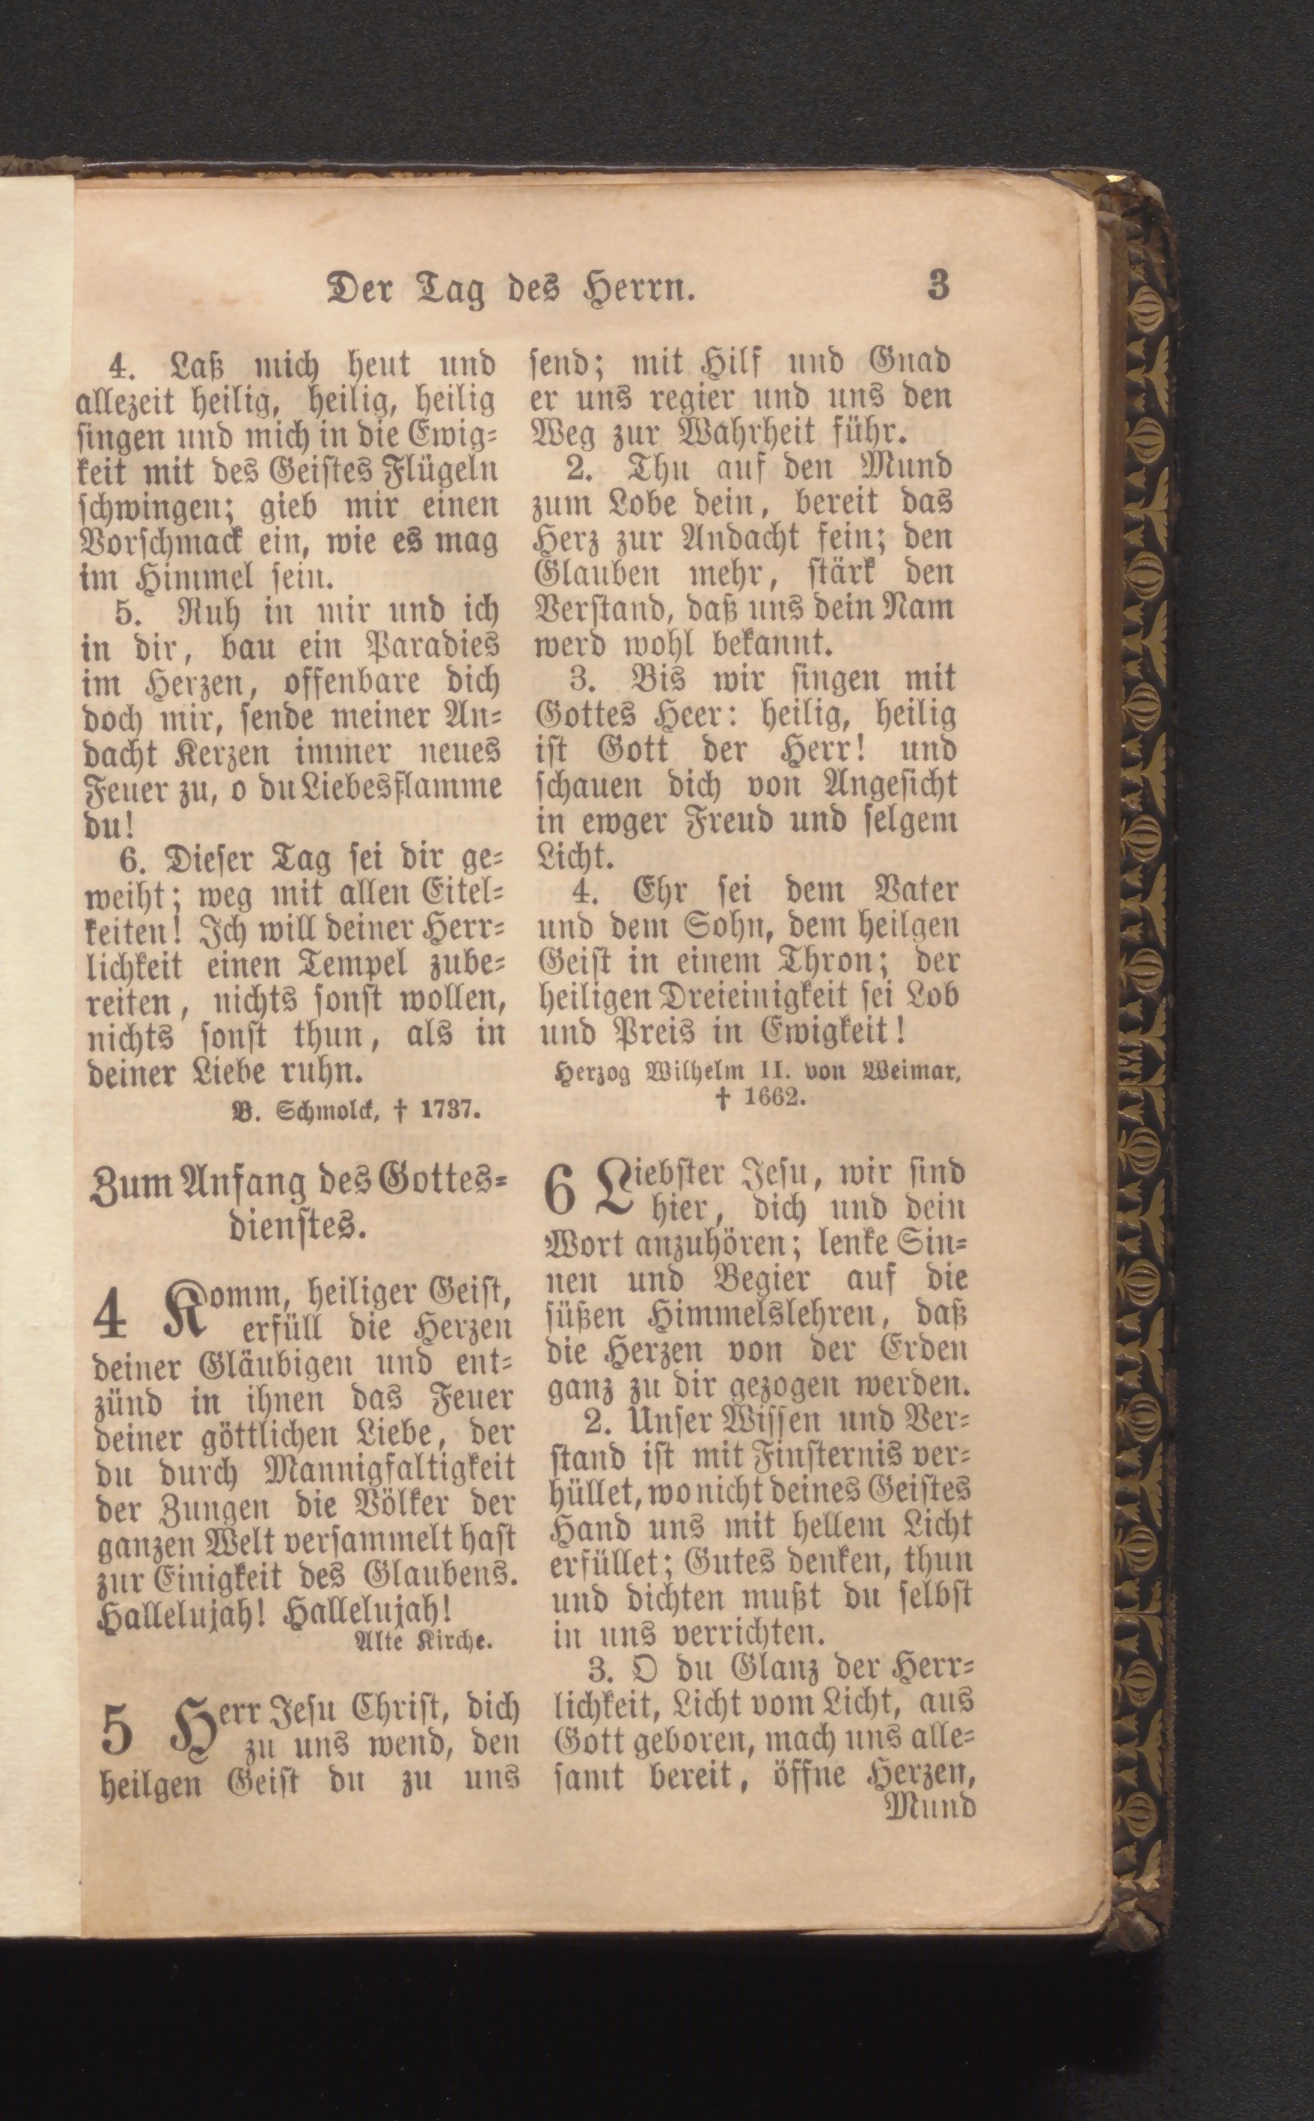 Der Tag des Herrn. 3
4. Laß mich heut und
allezeit heilig, heilig, heilig
singen und mich in die Ewig-
keit mit des Geistes Flügeln
schwingen; gieb mir einen
Vorschmack ein, wie es mag
im Himmel sein.
5. Ruh in mir und ich
in dir, bau ein Paradies
im Herzen, offenbare dich
doch mir, sende meiner An-
dacht Kerzen immer neues
Feuer zu, o du Liebesflamme
du!
6. Dieser Tag sei dir ge-
weiht; weg mit allen Eitel-
keiten! Ich will deiner Herr-
lichkeit einen Tempel zube-
reiten, nichts sonst wollen,
nichts sonst thun, als in
deiner Liebe ruhn.
B. Schmolck, † 1737.
Zum Anfang des Gottes-
dienstes.
4 Komm, heiliger Geist,
erfüll die Herzen
deiner Gläubigen und ent-
zünd in ihnen das Feuer
deiner göttlichen Liebe, der
du durch Mannigfaltigkeit
der Zungen die Völker der
ganzen Welt versammelt hast
zur Einigkeit des Glaubens.
Hallelujah! Hallelujah!
Alte Kirche.
5 Herr Jesu Christ, dich
zu uns wend, den
heilgen Geist du zu uns
send; mit Hilf und Gnad
er uns regier und uns den
Weg zur Wahrheit führ.
2. Thu auf den Mund
zum Lobe dein, bereit das
Herz zur Andacht fein; den
Glauben mehr, stärk den
Verstand, daß uns dein Nam
werd wohl bekannt.
3. Bis wir singen mit
Gottes Heer: heilig, heilig
ist Gott der Herr! und
schauen dich von Angesicht
in ewger Freud und selgem
Licht.
4. Ehr sei dem Vater
und dem Sohn, dem heilgen
Geist in einem Thron; der
heiligen Dreieinigkeit sei Lob
und Preis in Ewigkeit!
Herzog Wilhelm II. von Weimar,
† 1662.
6 Liebster Jesu, wir sind
hier, dich und dein
Wort anzuhören; lenke Sin-
nen und Begier auf die
süßen Himmelslehren, daß
die Herzen von der Erden
ganz zu dir gezogen werden.
2. Unser Wissen und Ver-
stand ist mit Finsternis ver-
hüllet, wo nicht deines Geistes
Hand uns mit hellem Licht
erfüllet; Gutes denken, thun
und dichten mußt du selbst
in uns verrichten.
3. O du Glanz der Herr-
lichkeit, Licht vom Licht, aus
Gott geboren, mach uns alle-
samt bereit, öffne Herzen,
Mund